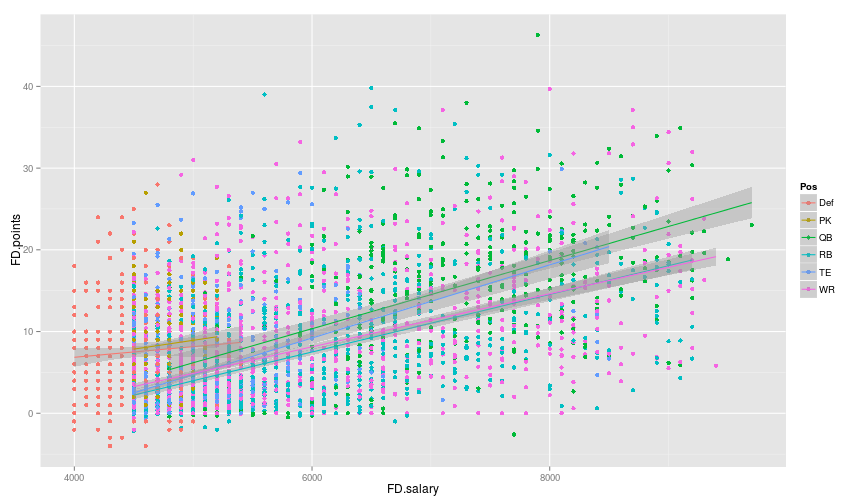 40
30
20
10
0
FD.points
4000
6000
8000
FD.salary
Pos
Def
PK
QB
RB
TE
WR